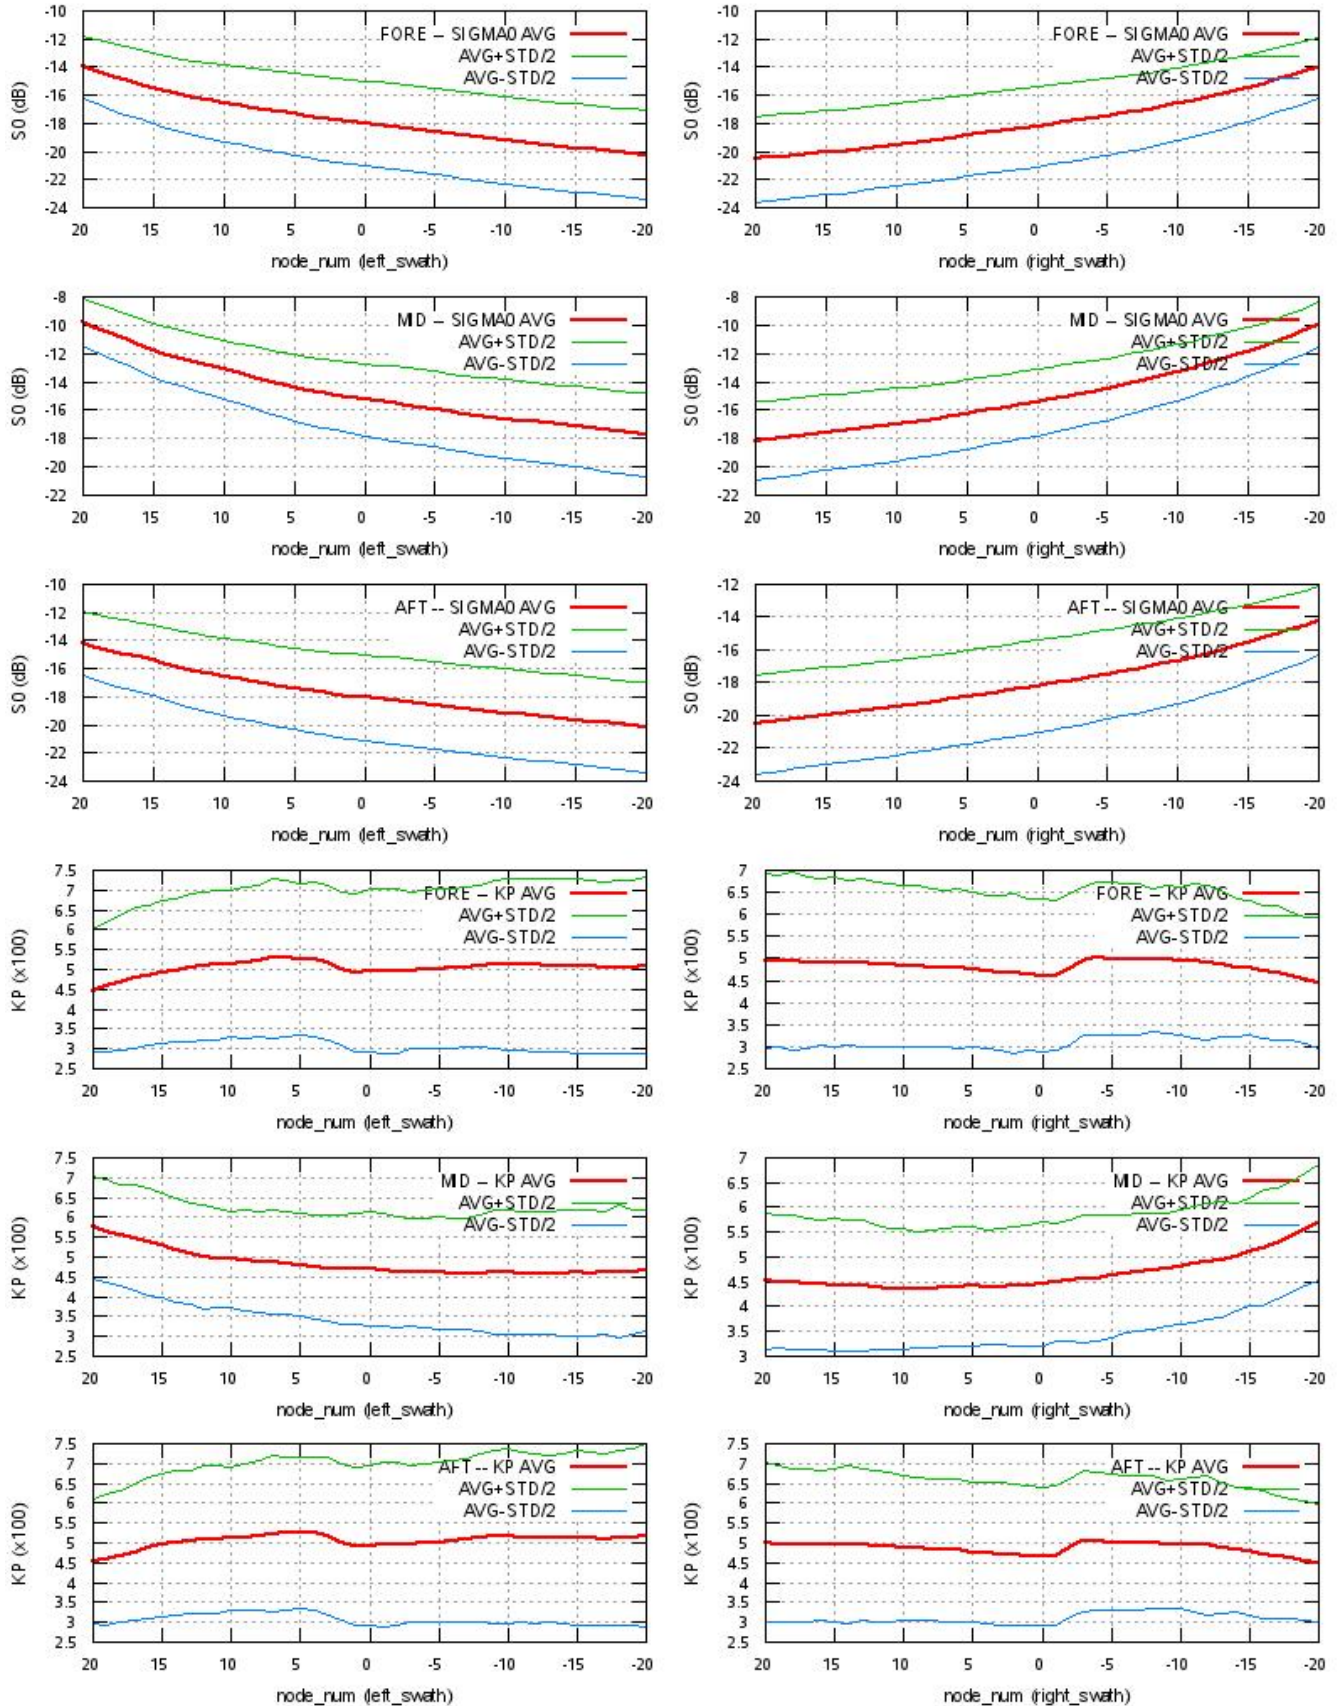 -10
-12
-14
-16
-18
-20
-22
-24
S0 (dB)
FORE -- SIGMA0 AVG
AVG+STD/2
AVG-STD/2
20 15 10 5 0 -5 -10 -15 -20
node_num (left_swath)
-10
-12
-14
-16
-18
-20
-22
-24
S0 (dB)
FORE -- SIGMA0 AVG
AVG+STD/2
AVG-STD/2
20 15 10 5 0 -5 -10 -15 -20
node_num (right_swath)
-8
-10
-12
-14
-16
-18
-20
-22
S0 (dB)
MID -- SIGMA0 AVG
AVG+STD/2
AVG-STD/2
20 15 10 5 0 -5 -10 -15 -20
node_num (left_swath)
-8
-10
-12
-14
-16
-18
-20
-22
S0 (dB)
MID -- SIGMA0 AVG
AVG+STD/2
AVG-STD/2
20 15 10 5 0 -5 -10 -15 -20
node_num (right_swath)
-10
-12
-14
-16
-18
-20
-22
-24
S0 (dB)
AFT -- SIGMA0 AVG
AVG+STD/2
AVG-STD/2
20 15 10 5 0 -5 -10 -15 -20
node_num (left_swath)
-12
-14
-16
-18
-20
-22
-24
S0 (dB)
AFT -- SIGMA0 AVG
AVG+STD/2
AVG-STD/2
20 15 10 5 0 -5 -10 -15 -20
node_num (right_swath)
7.5
7
6.5
6
5.5
5
4.5
4
3.5
3
2.5
KP (x100)
FORE -- KP AVG
AVG+STD/2
AVG-STD/2
20 15 10 5 0 -5 -10 -15 -20
node_num (left_swath)
7
6.5
6
5.5
5
4.5
4
3.5
3
2.5
KP (x100)
FORE -- KP AVG
AVG+STD/2
AVG-STD/2
20 15 10 5 0 -5 -10 -15 -20
node_num (right_swath)
7.5
7
6.5
6
5.5
5
4.5
4
3.5
3
2.5
KP (x100)
MID -- KP AVG
AVG+STD/2
AVG-STD/2
20 15 10 5 0 -5 -10 -15 -20
node_num (left_swath)
7
6.5
6
5.5
5
4.5
4
3.5
3
KP (x100)
MID -- KP AVG
AVG+STD/2
AVG-STD/2
20 15 10 5 0 -5 -10 -15 -20
node_num (right_swath)
7.5
7
6.5
6
5.5
5
4.5
4
3.5
3
2.5
KP (x100)
AFT -- KP AVG
AVG+STD/2
AVG-STD/2
20 15 10 5 0 -5 -10 -15 -20
node_num (left_swath)
7.5
7
6.5
6
5.5
5
4.5
4
3.5
3
2.5
KP (x100)
AFT -- KP AVG
AVG+STD/2
AVG-STD/2
20 15 10 5 0 -5 -10 -15 -20
node_num (right_swath)